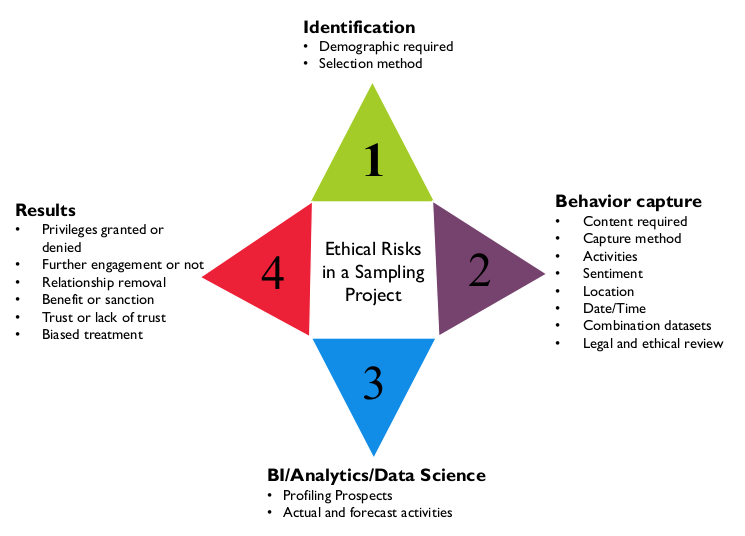 Identification
• Demographic required
• Selection method
1
Behavior capture
• Content required
• Capture method
• Activities
• Sentiment
• Location
• Date/Time
• Combination datasets
• Legal and ethical review
2
Ethical Risks
in a Sampling
Project
3
BI/Analytics/Data Science
• Profiling Prospects
• Actual and forecast activities
4
Results
• Privileges granted or
denied
• Further engagement or not
• Relationship removal
• Benefit or sanction
• Trust or lack of trust
• Biased treatment